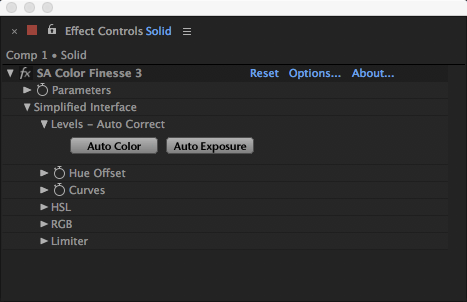 × Effect Controls Solid ≡
Comp 1 • Solid
fx SA Color Finesse 3 Reset Options... About...
Parameters
Simplified Interface
Levels – Auto Correct
Auto Color Auto Exposure
Hue Offset
Curves
HSL
RGB
Limiter